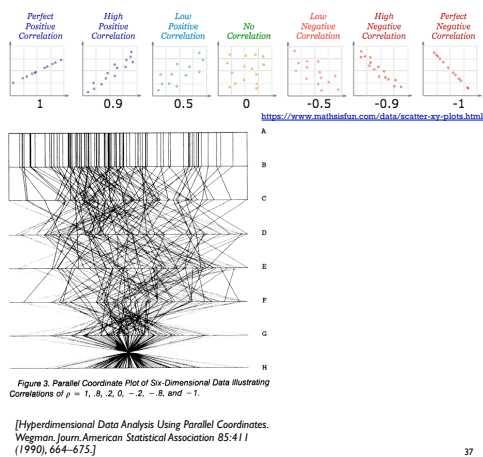 Perfect Positive Correlation
High Positive Correlation
Low Positive Correlation
No Correlation
Low Negative Correlation
High Negative Correlation
Perfect Negative Correlation
1
0.9
0.5
0
-0.5
-0.9
-1
https://www.mathsisfun.com/data/scatter-xy-plots.html
A
B
C
D
E
F
G
H
Figure 3. Parallel Coordinate Plot of Six-Dimensional Data Illustrating
Correlations of ρ = 1, .8, .2, 0, −.2, −.8, and −1.
[Hyperdimensional Data Analysis Using Parallel Coordinates.
Wegman. Journ. American Statistical Association 85:411
(1990), 664–675.]
37